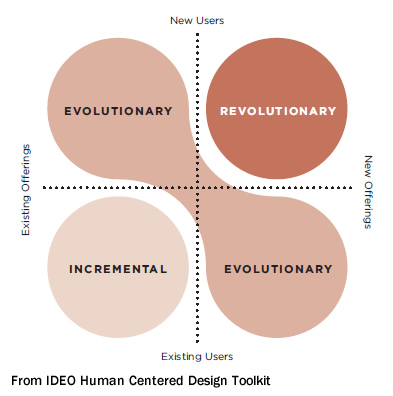 New Users
EVOLUTIONARY
REVOLUTIONARY
Existing Offerings
New Offerings
INCREMENTAL
EVOLUTIONARY
Existing Users
From IDEO Human Centered Design Toolkit